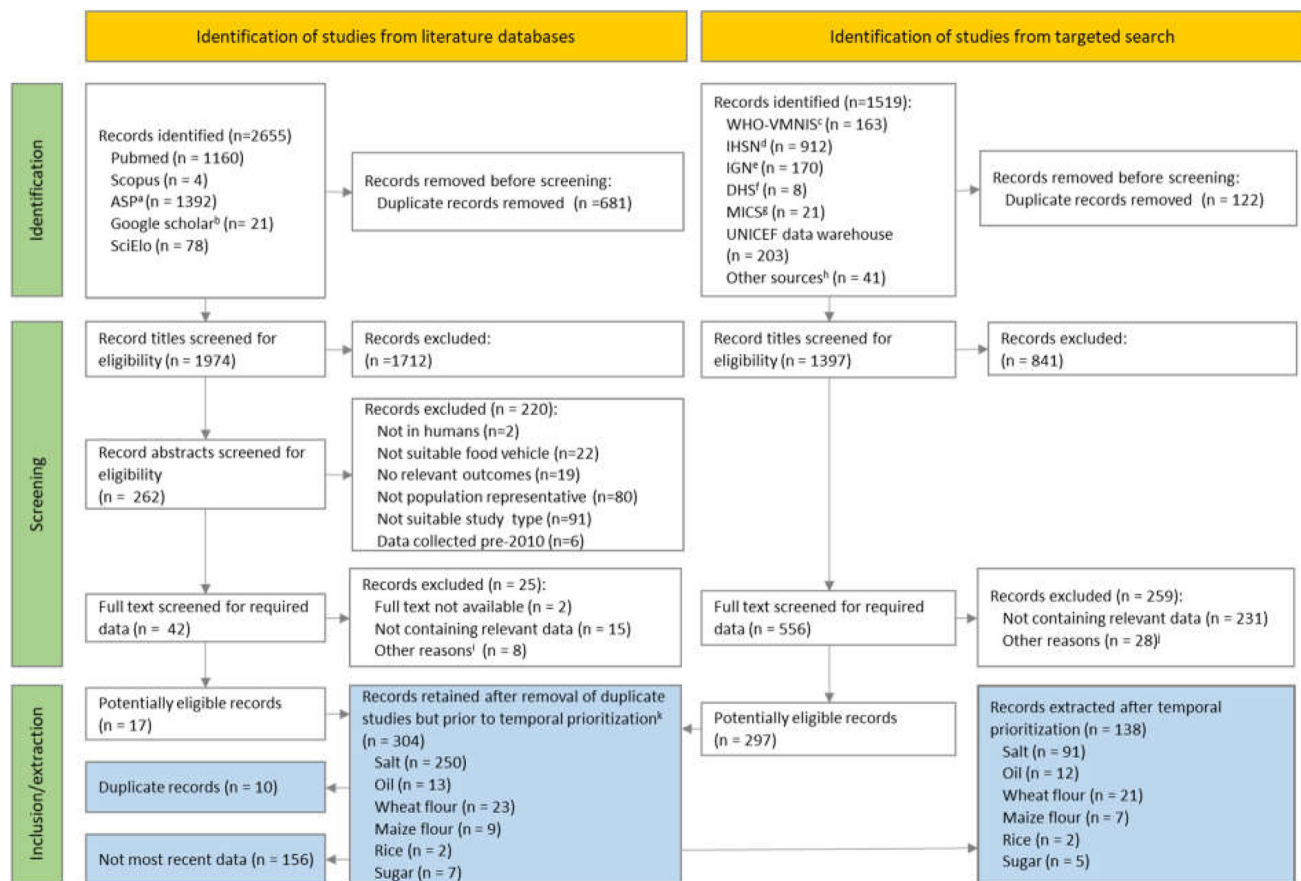 Identification of studies from literature databases
Identification of studies from targeted search
Identification
Records identified (n=2655)
Pubmed (n = 1160)
Scopus (n = 4)
ASPᵃ (n = 1392)
Google scholarᵇ (n= 21)
SciElo (n = 78)
Records removed before screening:
Duplicate records removed (n =681)
Records identified (n=1519):
WHO-VMNISᶜ (n = 163)
IHSNᵈ (n = 912)
IGNᵉ (n = 170)
DHSᶠ (n = 8)
MICSᵍ (n = 21)
UNICEF data warehouse
(n = 203)
Other sourcesʰ (n = 41)
Records removed before screening:
Duplicate records removed (n = 122)
Screening
Record titles screened for
eligibility (n = 1974)
Records excluded:
(n =1712)
Record titles screened for
eligibility (n = 1397)
Records excluded:
(n = 841)
Record abstracts screened for
eligibility
(n = 262)
Records excluded (n = 220):
Not in humans (n=2)
Not suitable food vehicle (n=22)
No relevant outcomes (n=19)
Not population representative (n=80)
Not suitable study type (n=91)
Data collected pre-2010 (n=6)
Full text screened for required
data (n = 42)
Records excluded (n = 25):
Full text not available (n = 2)
Not containing relevant data (n = 15)
Other reasonsⁱ (n = 8)
Full text screened for required
data (n = 556)
Records excluded (n = 259):
Not containing relevant data (n = 231)
Other reasons (n = 28)ʲ
Inclusion/extraction
Potentially eligible records
(n = 17)
Records retained after removal of duplicate
studies but prior to temporal prioritizationᵏ
(n = 304)
Salt (n = 250)
Oil (n = 13)
Wheat flour (n = 23)
Maize flour (n = 9)
Rice (n = 2)
Sugar (n = 7)
Potentially eligible records
(n = 297)
Records extracted after temporal
prioritization (n = 138)
Salt (n = 91)
Oil (n = 12)
Wheat flour (n = 21)
Maize flour (n = 7)
Rice (n = 2)
Sugar (n = 5)
Duplicate records (n = 10)
Not most recent data (n = 156)